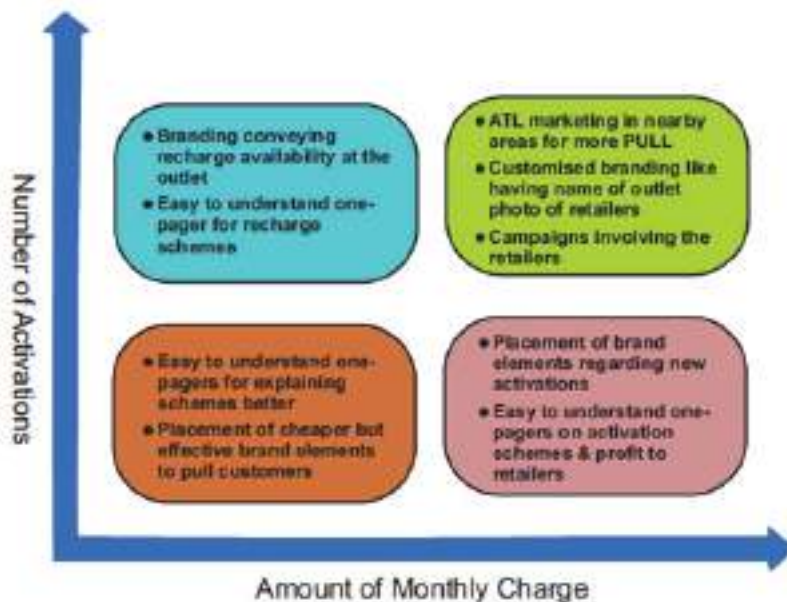 Number of Activations
● Branding conveying
recharge availability at the
outlet
● Easy to understand one-
pager for recharge
schemes
● ATL marketing in nearby
areas for more PULL
● Customised branding like
having name of outlet
photo of retailers
● Campaigns involving the
retailers
● Easy to understand one-
pagers for explaining
schemes better
● Placement of cheaper but
effective brand elements
to pull customers
● Placement of brand
elements regarding new
activations
● Easy to understand one-
pagers on activation
schemes & profit to
retailers
Amount of Monthly Charge